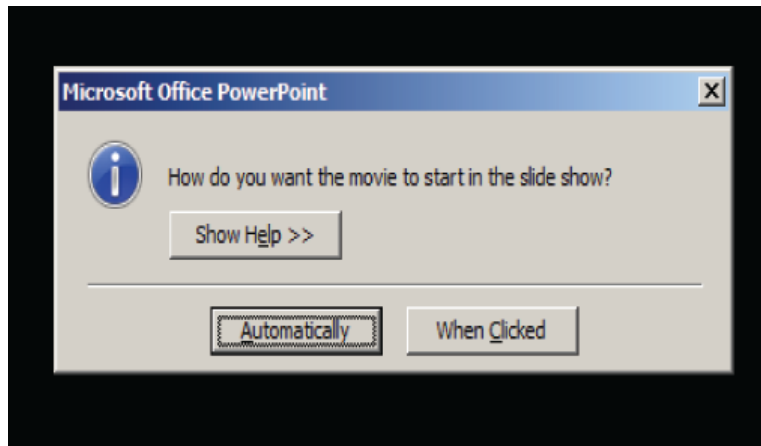 Microsoft Office PowerPoint
How do you want the movie to start in the slide show?
Show Help >>
Automatically When Clicked